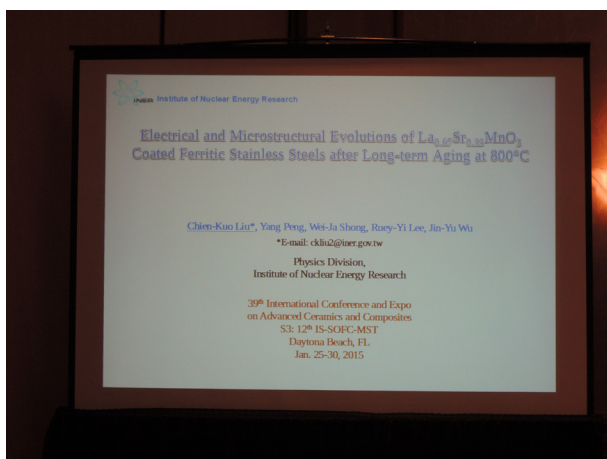 INER Institute of Nuclear Energy Research
Electrical and Microstructural Evolutions of La₀.₆₅Sr₀.₃₀MnO₃
Coated Ferritic Stainless Steels after Long-term Aging at 800°C
Chien-Kuo Liu*, Yang Peng, Wei-Ja Shong, Ruey-Yi Lee, Jin-Yu Wu
*E-mail: ckliu2@iner.gov.tw
Physics Division,
Institute of Nuclear Energy Research
39th International Conference and Expo
on Advanced Ceramics and Composites
S3: 12th IS-SOFC-MST
Daytona Beach, FL
Jan. 25-30, 2015